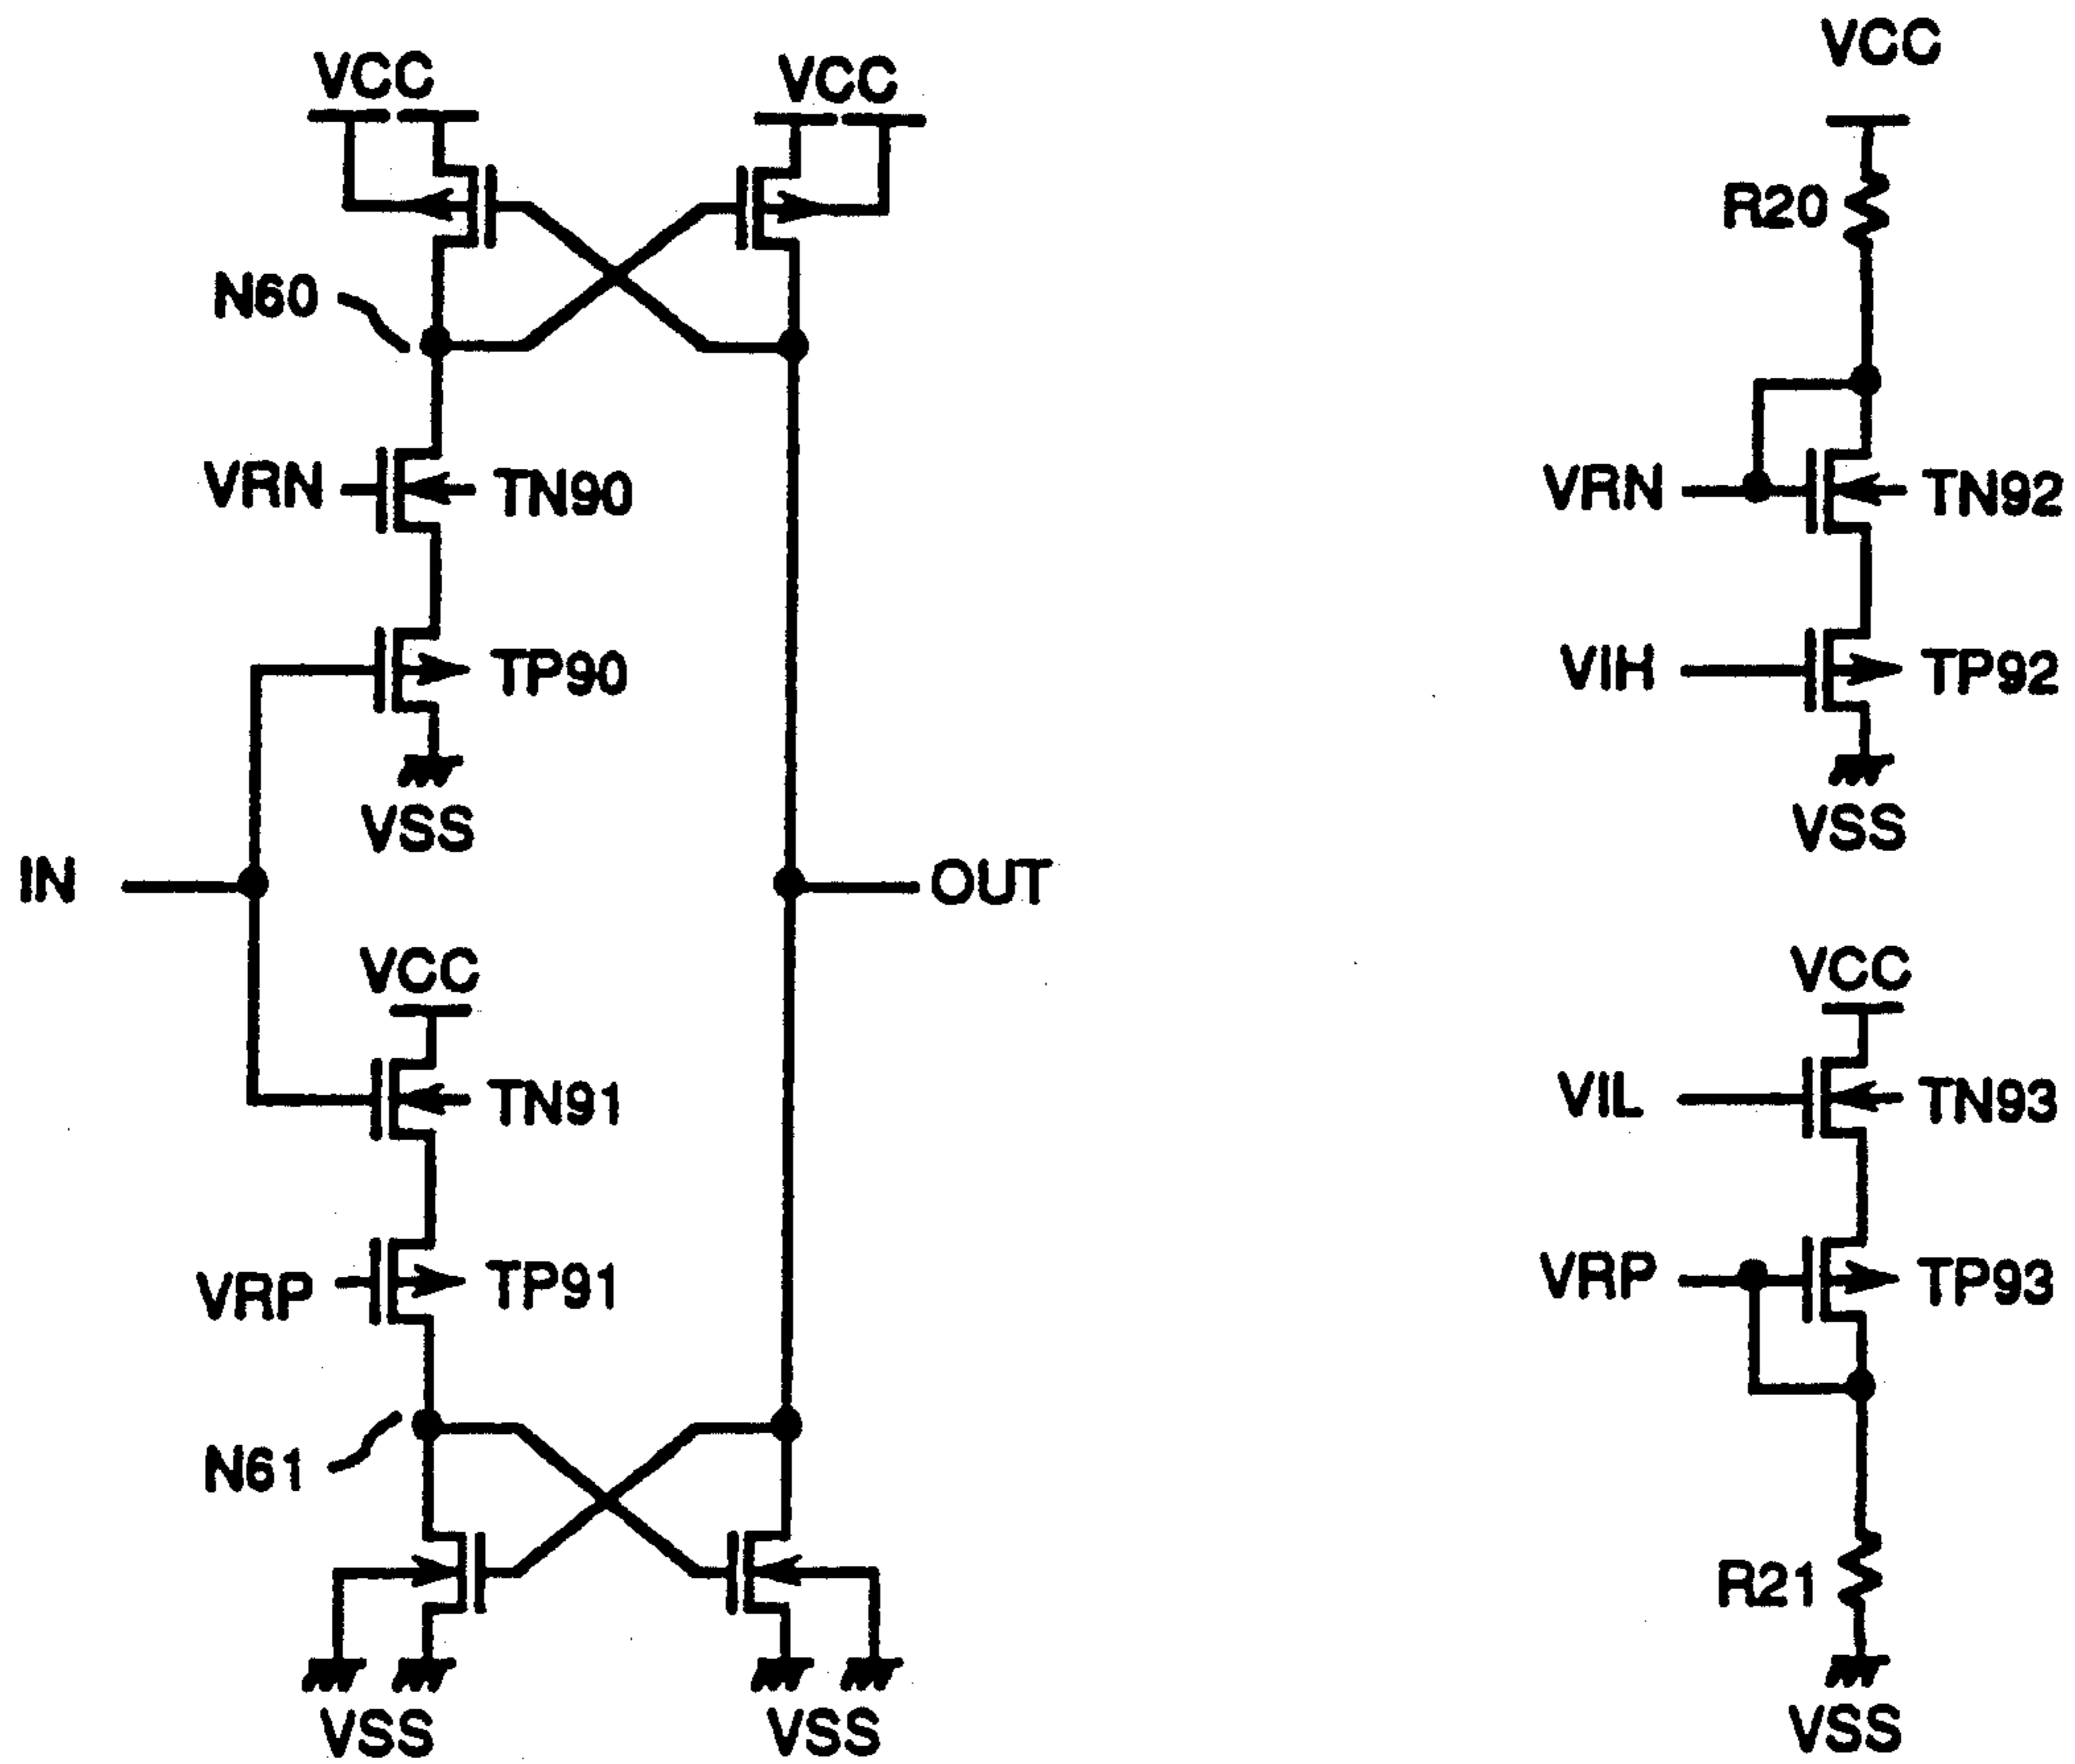 VCC
VCC
N60
VRN
TN90
TP90
VSS
IN
OUT
VCC
TN91
VRP
TP91
N61
VSS
VSS
VCC
R20
VRN
TN92
VIH
TP92
VSS
VCC
VIL
TN93
VRP
TP93
R21
VSS